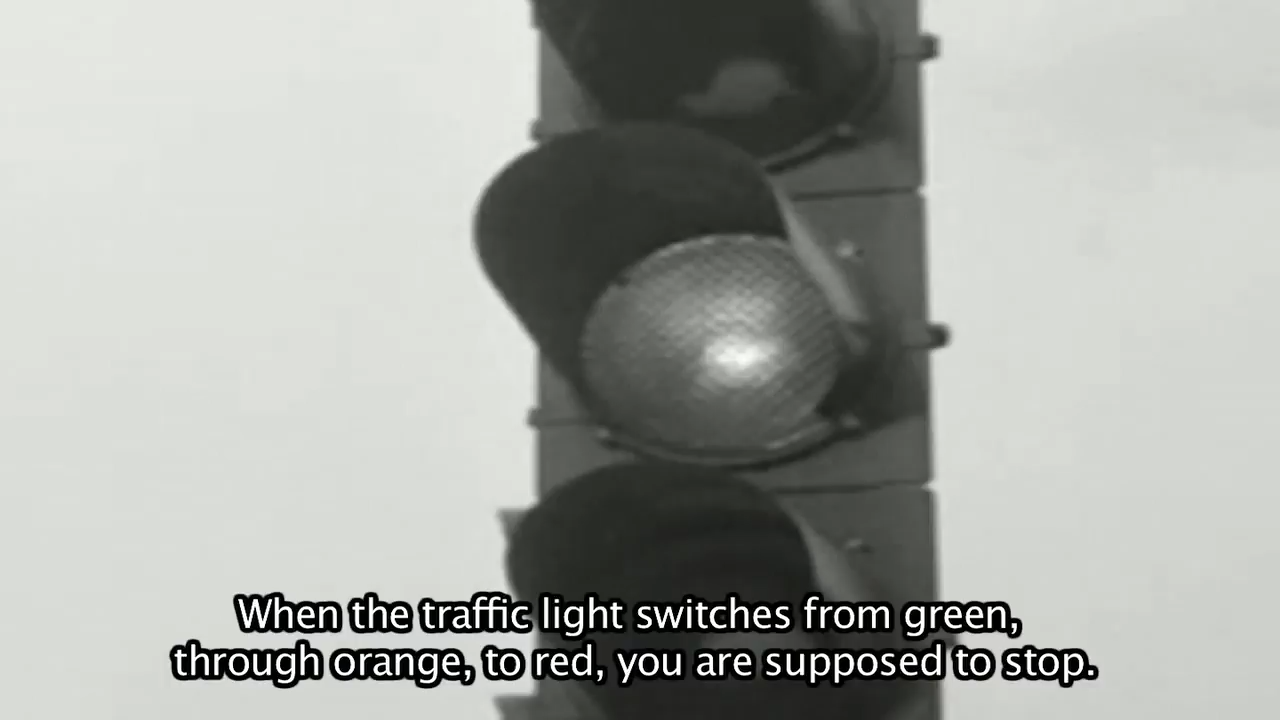 When the traffic light switches from green,
through orange, to red, you are supposed to stop.